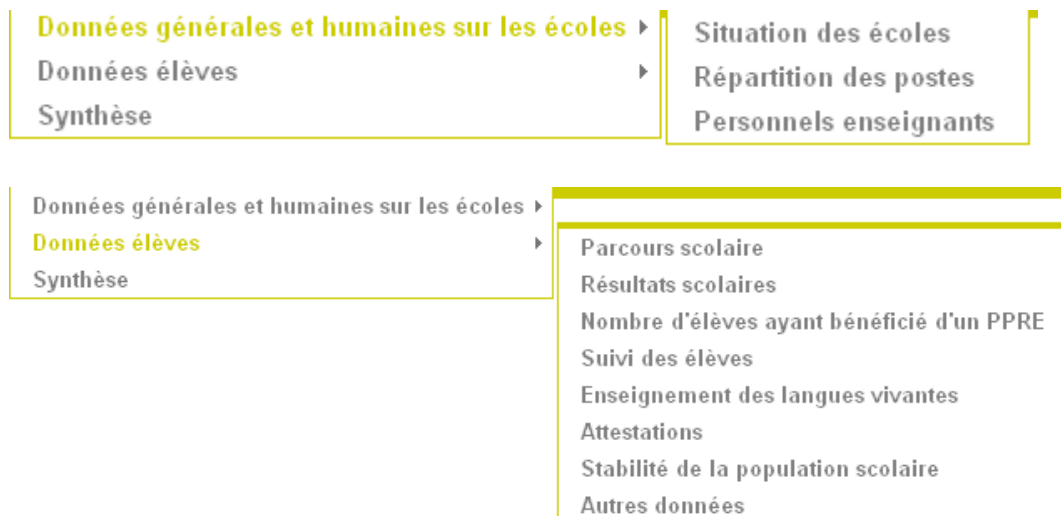 Données générales et humaines sur les écoles
Données élèves
Synthèse
Situation des écoles
Répartition des postes
Personnels enseignants
Données générales et humaines sur les écoles
Données élèves
Synthèse
Parcours scolaire
Résultats scolaires
Nombre d'élèves ayant bénéficié d'un PPRE
Suivi des élèves
Enseignement des langues vivantes
Attestations
Stabilité de la population scolaire
Autres données